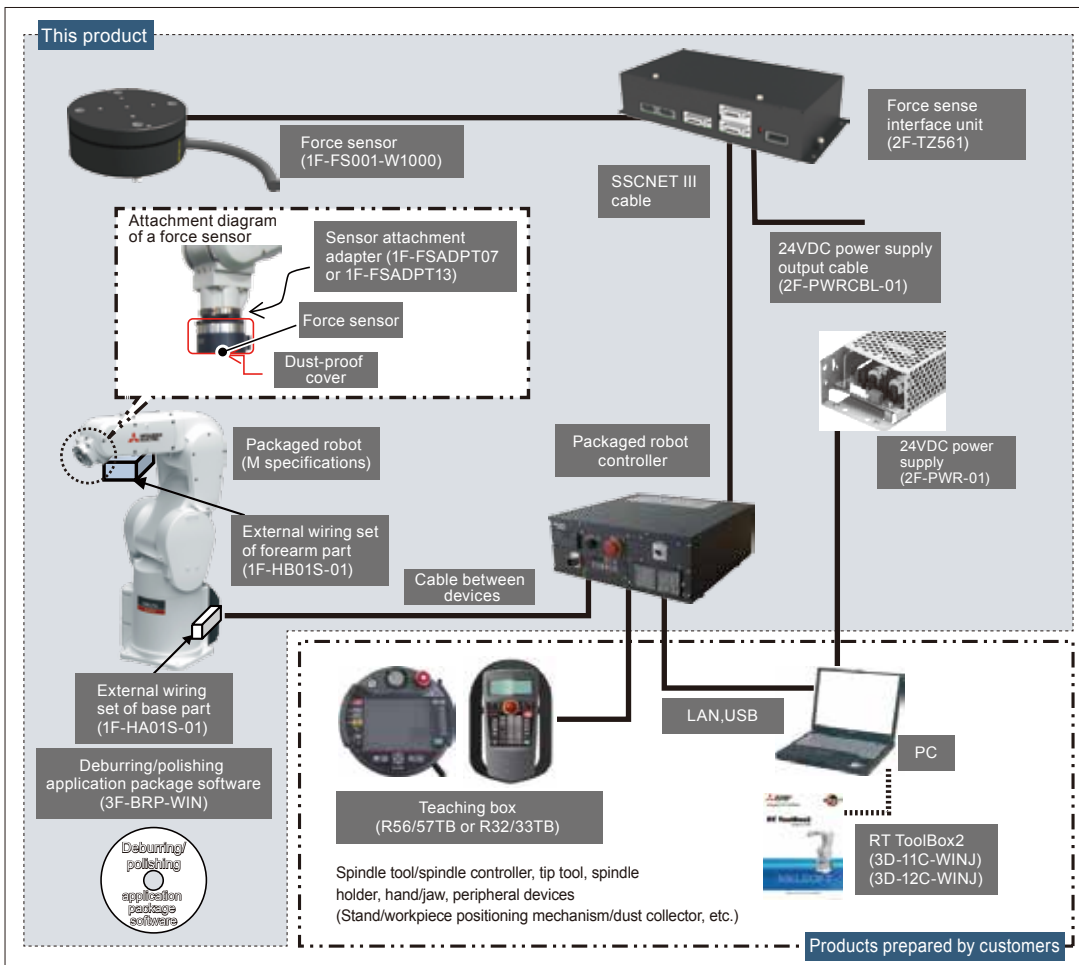 This product
Force sensor
(1F-FS001-W1000)
Force sense
interface unit
(2F-TZ561)
SSCNET III
cable
24VDC power supply
output cable
(2F-PWRCBL-01)
Attachment diagram
of a force sensor
Sensor attachment
adapter (1F-FSADPT07
or 1F-FSADPT13)
Force sensor
Dust-proof
cover
Packaged robot
(M specifications)
Packaged robot
controller
24VDC power
supply
(2F-PWR-01)
External wiring set
of forearm part
(1F-HB01S-01)
Cable between
devices
External wiring
set of base part
(1F-HA01S-01)
Deburring/polishing
application package software
(3F-BRP-WIN)
Deburring/
polishing
application
package
software
LAN,USB
PC
Teaching box
(R56/57TB or R32/33TB)
RT ToolBox2
RT ToolBox2
(3D-11C-WINJ)
(3D-12C-WINJ)
Spindle tool/spindle controller, tip tool, spindle
holder, hand/jaw, peripheral devices
(Stand/workpiece positioning mechanism/dust collector, etc.)
Products prepared by customers